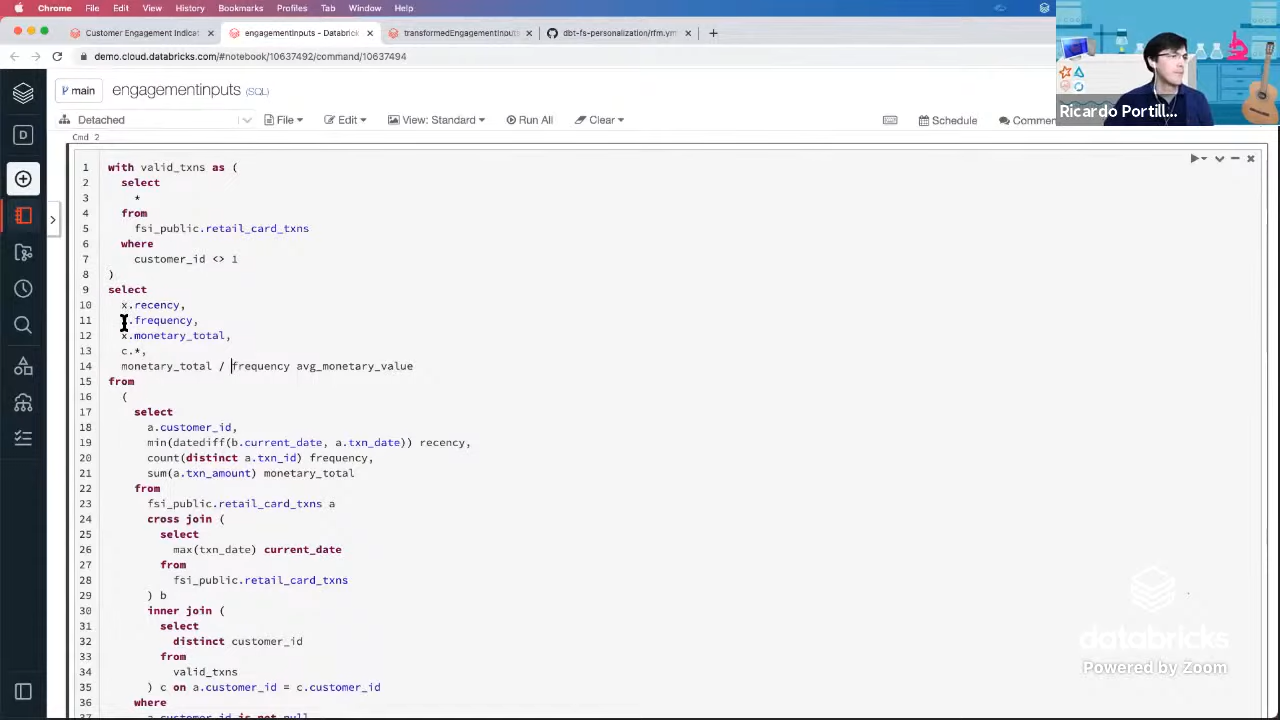 Chrome File Edit View History Bookmarks Profiles Tab Window Help
Customer Engagement Indicat
engagementInputs - Databrick
transformedEngagementInputs
dbt-fs-personalization/rfm.ym
demo.cloud.databricks.com/#notebook/10637492/command/10637494
main
engagementInputs (SQL)
Detached
File
Edit
View: Standard
Run All
Clear
Schedule
Commen
Ricardo Portill...
D
Cmd 2
1 with valid_txns as (
2 select
3 *
4 from
5 fsi_public.retail_card_txns
6 where
7 customer_id <> 1
8 )
9 select
10 x.recency,
11 .frequency,
12 x.monetary_total,
13 c.*,
14 monetary_total / frequency avg_monetary_value
15 from
16 (
17 select
18 a.customer_id,
19 min(datediff(b.current_date, a.txn_date)) recency,
20 count(distinct a.txn_id) frequency,
21 sum(a.txn_amount) monetary_total
22 from
23 fsi_public.retail_card_txns a
24 cross join (
25 select
26 max(txn_date) current_date
27 from
28 fsi_public.retail_card_txns
29 ) b
30 inner join (
31 select
32 distinct customer_id
33 from
34 valid_txns
35 ) c on a.customer_id = c.customer_id
36 where
37 a.customer_id is not null
databricks
Powered by Zoom